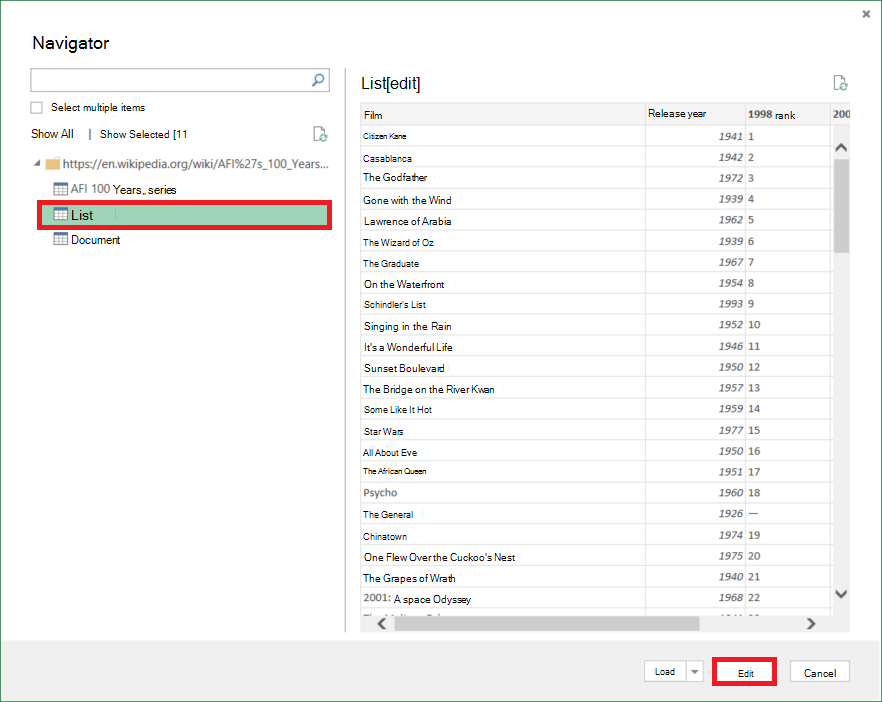 Navigator
Select multiple items
Show All | Show Selected [11
https://en.wikipedia.org/wiki/AFI%27s_100_Years...
AFI 100 Years,. series
List
Document
List[edit]
Film Release year 1998 rank 200
Citizen Kane 1941 1
Casablanca 1942 2
The Godfather 1972 3
Gone with the Wind 1939 4
Lawrence of Arabia 1962 5
The Wizard of Oz 1939 6
The Graduate 1967 7
On the Waterfront 1954 8
Schindler's List 1993 9
Singing in the Rain 1952 10
It's a Wonderful Life 1946 11
Sunset Boulevard 1950 12
The Bridge on the River Kwan 1957 13
Some Like It Hot 1959 14
Star Wars 1977 15
All About Eve 1950 16
The African Queen 1951 17
Psycho 1960 18
The General 1926 —
Chinatown 1974 19
One Flew Over the Cuckoo's Nest 1975 20
The Grapes of Wrath 1940 21
2001: A space Odyssey 1968 22
Load Edit Cancel